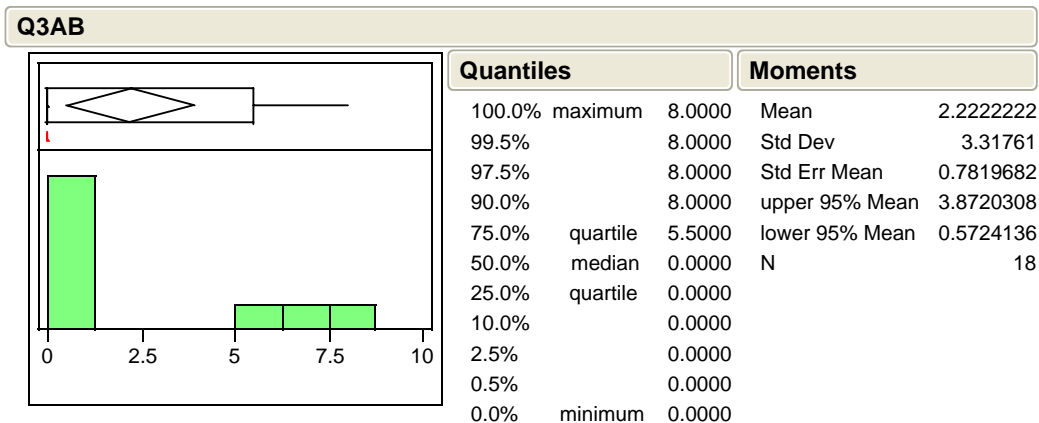 Q3AB
Quantiles
100.0% maximum 8.0000
99.5% 8.0000
97.5% 8.0000
90.0% 8.0000
75.0% quartile 5.5000
50.0% median 0.0000
25.0% quartile 0.0000
10.0% 0.0000
2.5% 0.0000
0.5% 0.0000
0.0% minimum 0.0000
Moments
Mean 2.2222222
Std Dev 3.31761
Std Err Mean 0.7819682
upper 95% Mean 3.8720308
lower 95% Mean 0.5724136
N 18
0 2.5 5 7.5 10